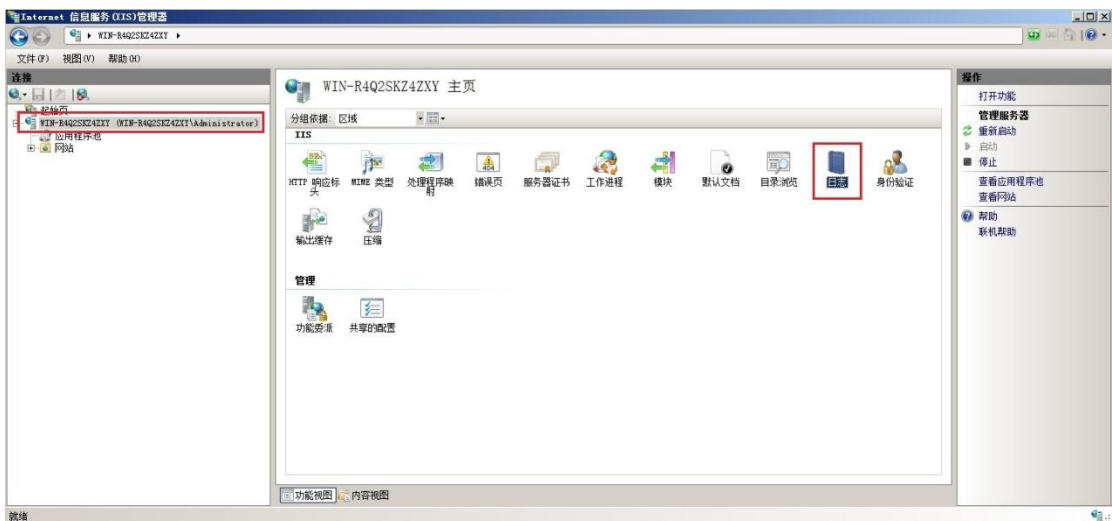 Internet 信息服务(IIS)管理器
WIN-R4Q2SKZ4ZXY
文件(F) 视图(V) 帮助(H)
连接
起始页
WIN-R4Q2SKZ4ZXY (WIN-R4Q2SKZ4ZXY\Administrator)
应用程序池
网站
WIN-R4Q2SKZ4ZXY 主页
分组依据: 区域
IIS
HTTP 响应标头
MIME 类型
处理程序映射
错误页
服务器证书
工作进程
模块
默认文档
目录浏览
日志
身份验证
输出缓存
压缩
管理
功能委派
共享的配置
功能视图
内容视图
操作
打开功能
管理服务器
重新启动
启动
停止
查看应用程序池
查看网站
帮助
联机帮助
就绪